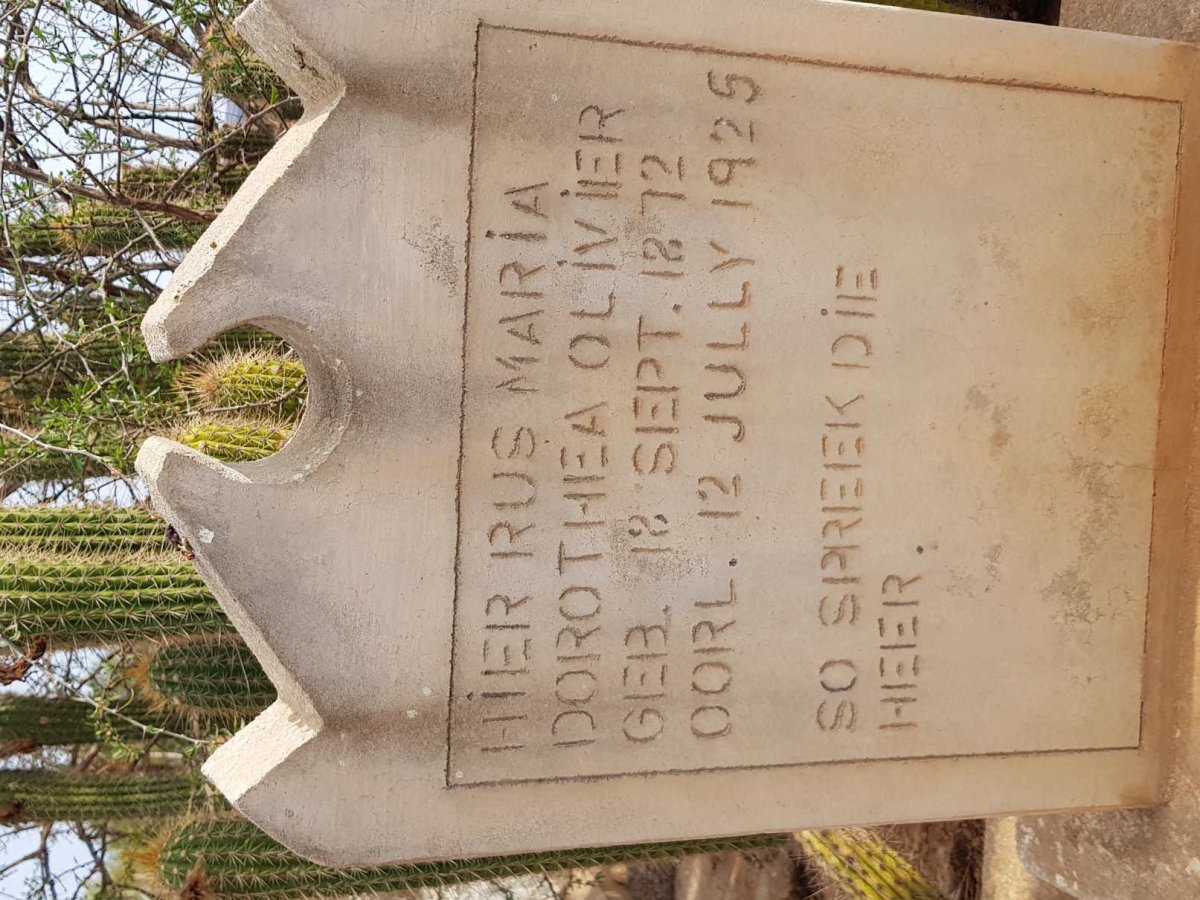 HIER RUS MARIA
DOROTHEA OLIVIER
GEB. 18 SEPT. 1872
OORL. 12 JULLY 1925
SO SPREEK DIE
HEER.